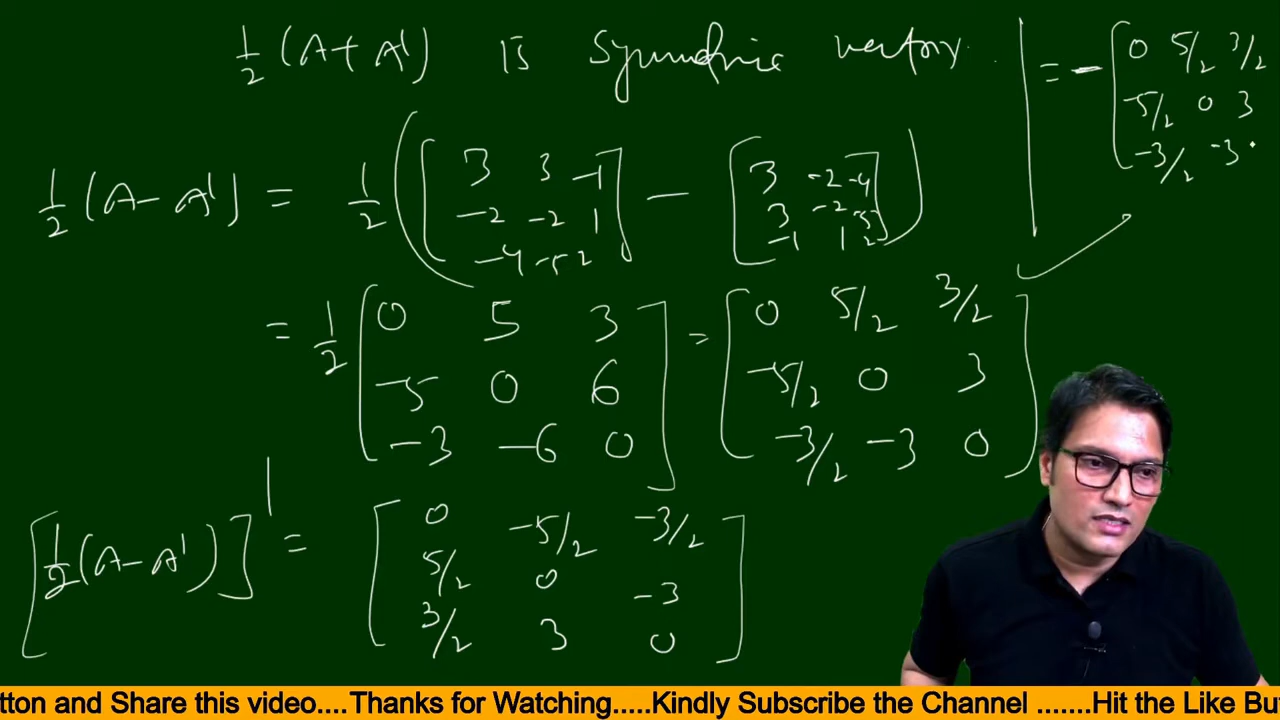 ½(A+A') is Symmetric vectory.
½(A-A') = ½([3 3 -1
-2 -2 1
-4 -5 2] - [3 -2 -4
3 -2 -5
-1 1 2])
= ½[0 5 3
-5 0 6
-3 -6 0] = [0 5/2 3/2
-5/2 0 3
-3/2 -3 0]
[½(A-A')]' = [0 -5/2 -3/2
5/2 0 -3
3/2 3 0]
= -[0 5/2 3/2
-5/2 0 3
-3/2 -3
tton and Share this video....Thanks for Watching.....Kindly Subscribe the Channel .......Hit the Like Bu